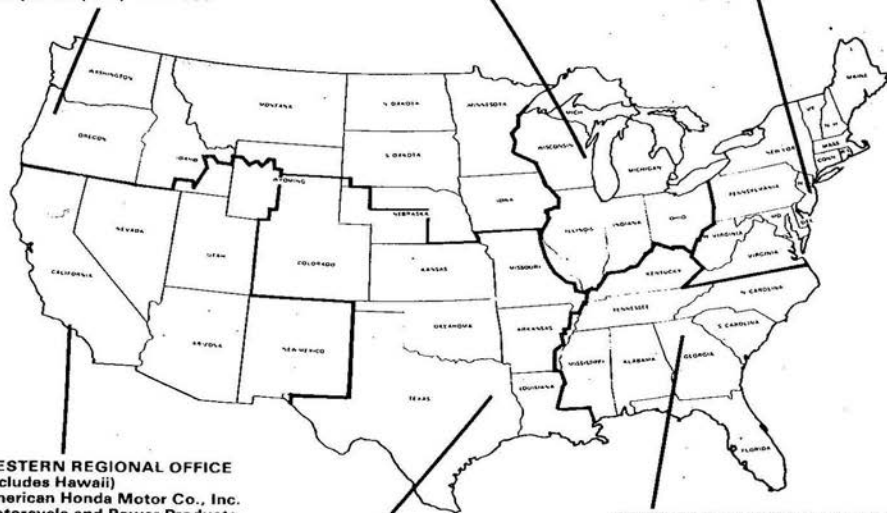 WASHINGTON
MONTANA
N DAKOTA
MINNESOTA
MICH
MAINE
VT
N H
OREGON
IDAHO
S DAKOTA
WISCONSIN
MICHIGAN
NEW YORK
MASS
CONN
WYOMING
IOWA
PENNSYLVANIA
NEVADA
NEBRASKA
ILLINOIS
INDIANA
OHIO
MD
W VIRGINIA
UTAH
COLORADO
VIRGINIA
CALIFORNIA
KANSAS
MISSOURI
KENTUCKY
N CAROLINA
TENNESSEE
ARIZONA
NEW MEXICO
OKLAHOMA
ARKANSAS
S CAROLINA
MISSISSIPPI
ALABAMA
GEORGIA
TEXAS
LOUISIANA
FLORIDA
ESTERN REGIONAL OFFICE
cludes Hawaii)
merican Honda Motor Co., Inc.